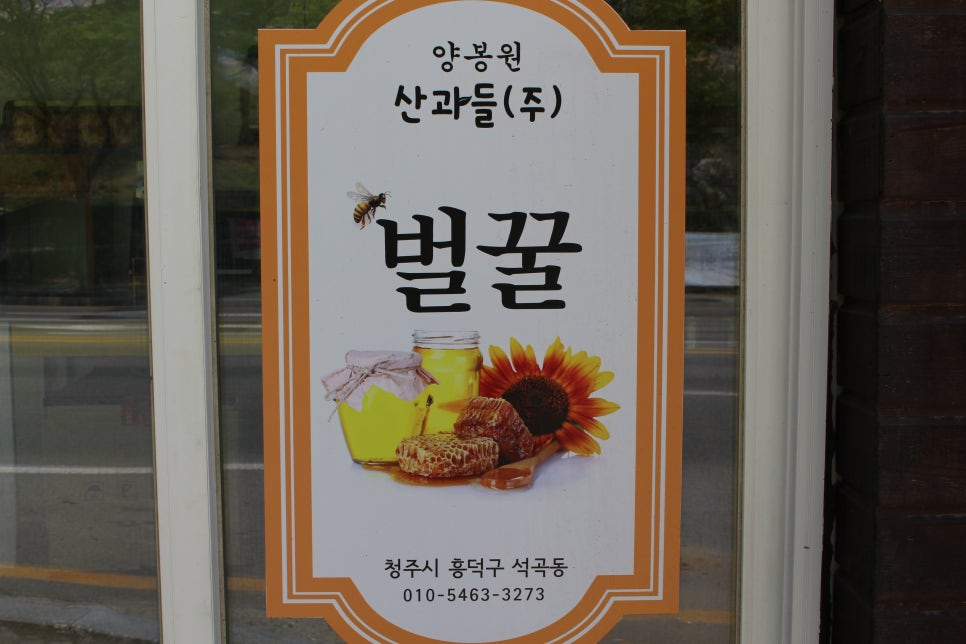 양봉원
산과들(주)
벌꿀
청주시 흥덕구 석곡동
010-5463-3273